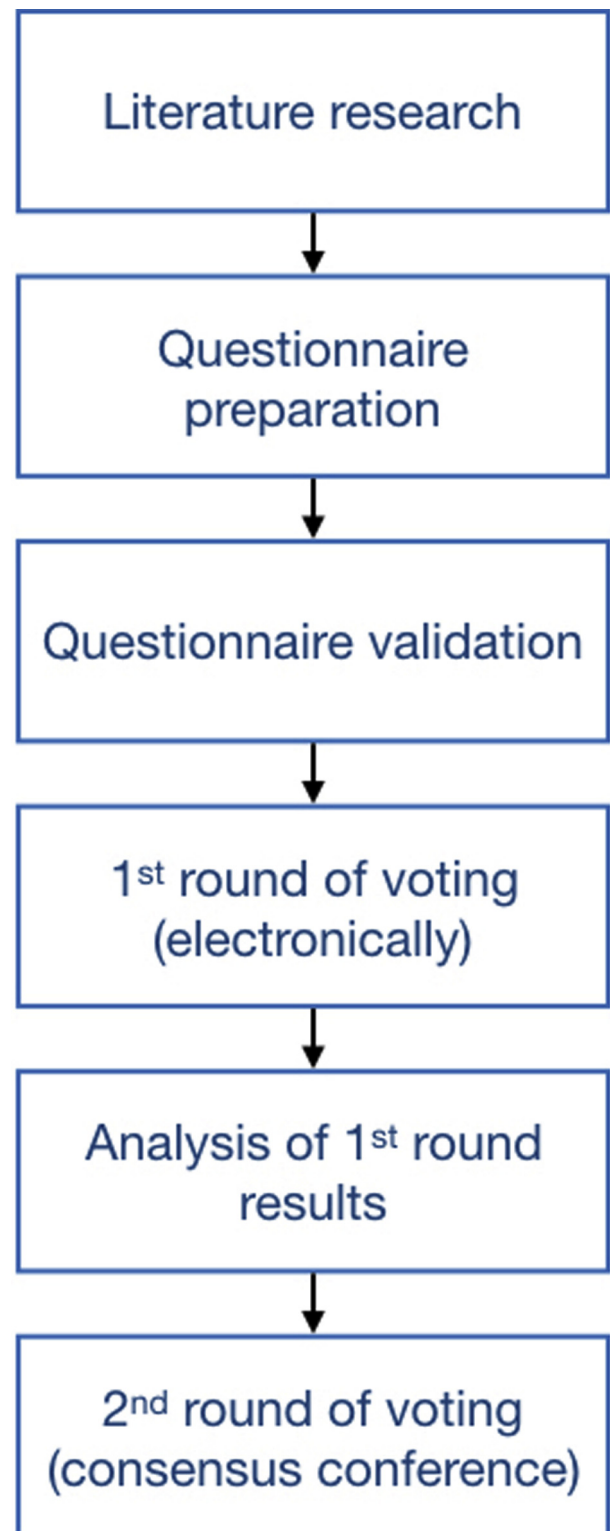 Literature research
Questionnaire
preparation
Questionnaire validation
1st round of voting
(electronically)
Analysis of 1st round
results
2nd round of voting
(consensus conference)